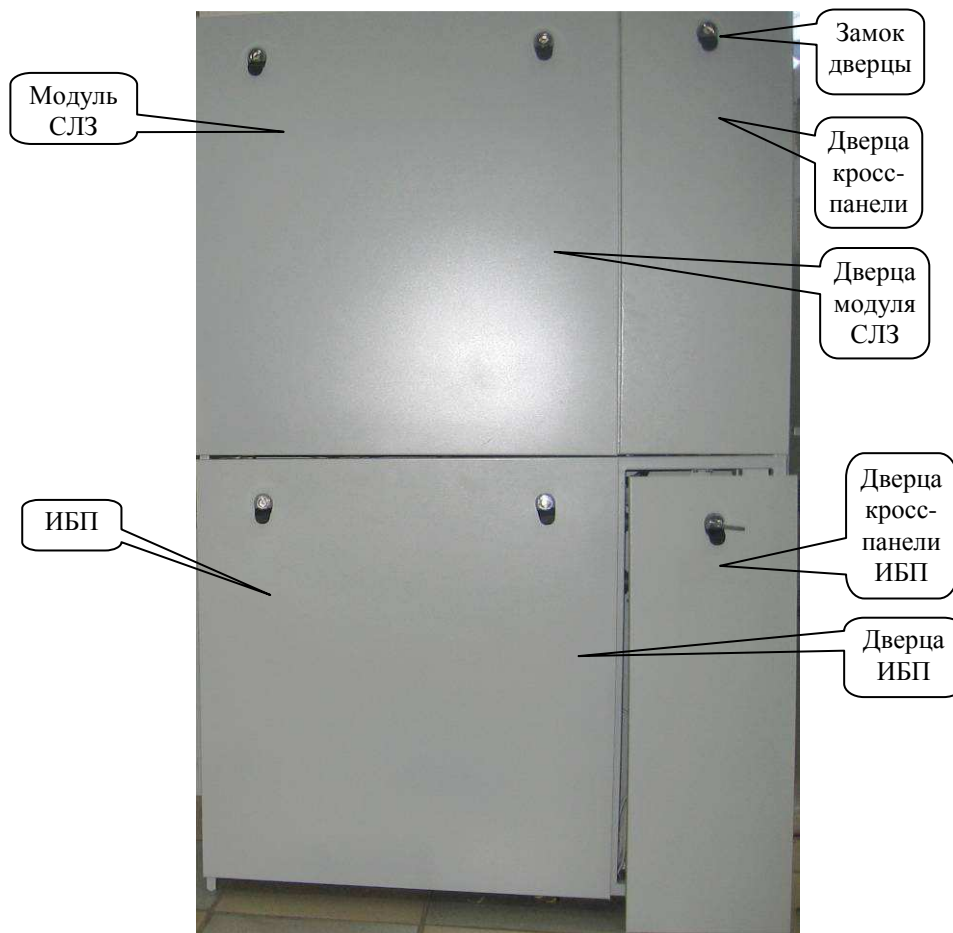 Замок
дверцы
Модуль
СЛЗ
Дверца
кросс-
панели
Дверца
модуля
СЛЗ
Дверца
кросс-
панели
ИБП
ИБП
Дверца
ИБП